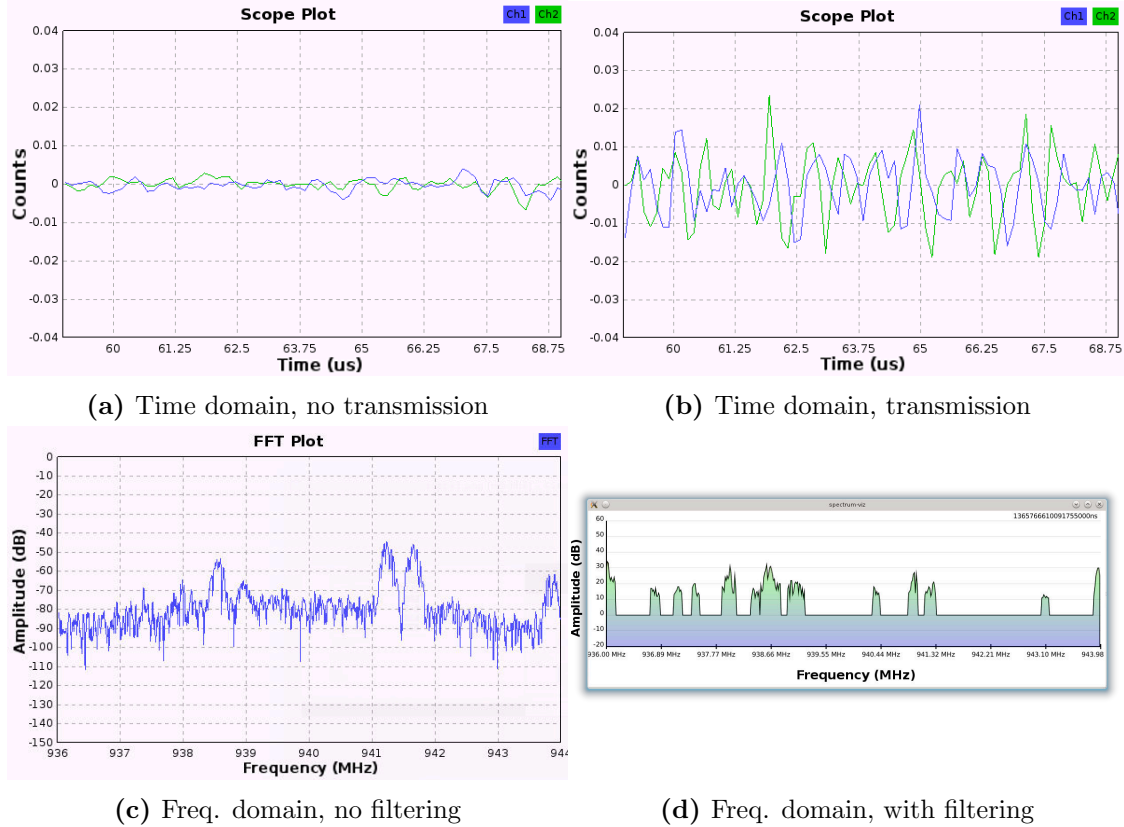 Scope Plot
Ch1 Ch2
0.04
0.03
0.02
0.01
0
-0.01
-0.02
-0.03
-0.04
Counts
60 61.25 62.5 63.75 65 66.25 67.5 68.75
Time (us)
(a) Time domain, no transmission
Scope Plot
Ch1 Ch2
0.04
0.03
0.02
0.01
0
-0.01
-0.02
-0.03
-0.04
Counts
60 61.25 62.5 63.75 65 66.25 67.5 68.75
Time (us)
(b) Time domain, transmission
FFT Plot
FFT
0
-10
-20
-30
-40
-50
-60
-70
-80
-90
-100
-110
-120
-130
-140
-150
Amplitude (dB)
936 937 938 939 940 941 942 943 944
Frequency (MHz)
(c) Freq. domain, no filtering
spectrum-viz
1365766610091755000ns
60
50
40
30
20
10
0
-10
-20
Amplitude (dB)
936.00 MHz 936.89 MHz 937.77 MHz 938.66 MHz 939.55 MHz 940.44 MHz 941.32 MHz 942.21 MHz 943.10 MHz 943.98
Frequency (MHz)
(d) Freq. domain, with filtering